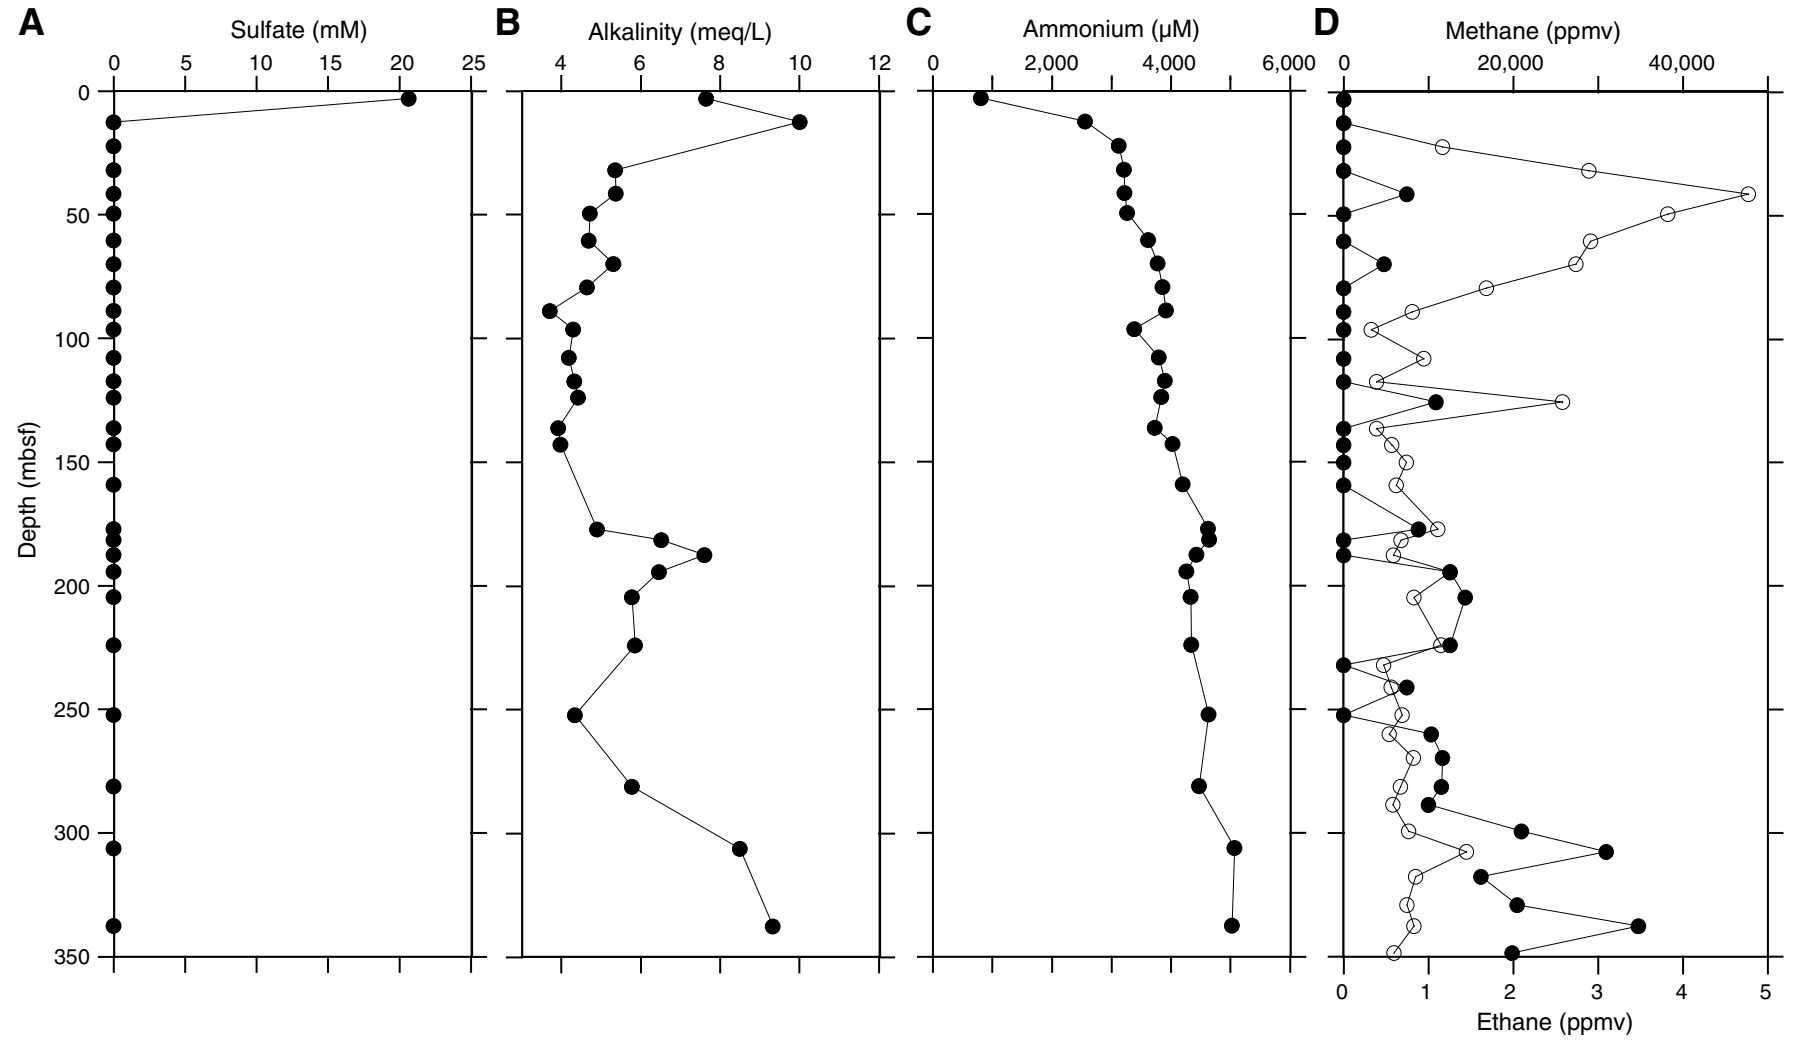 A Sulfate (mM) B Alkalinity (meq/L) C Ammonium (µM) D Methane (ppmv)
0 5 10 15 20 25 4 6 8 10 12 0 2,000 4,000 6,000 0 20,000 40,000
0
50
100
150
200
250
300
350
Depth (mbsf)
0 1 2 3 4 5
Ethane (ppmv)